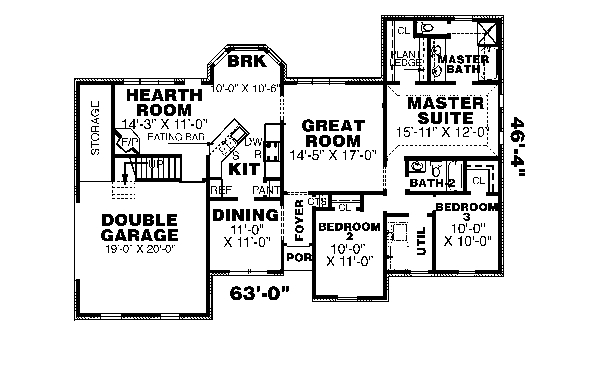 BRK
10'-0" X 10'-6"
CL
PLANT
LEDGE
MASTER
BATH
STORAGE
HEARTH
ROOM
14'-3" X 11'-0"
EATING BAR
F/P
UP
S
DW
R
KIT
REF
PANT
GREAT
ROOM
14'-5" X 17'-0"
MASTER
SUITE
15'-11" X 12'-0"
46'-4"
BATH 2
CL
DOUBLE
GARAGE
19'-0" X 20'-0"
DINING
11'-0"
X 11'-0"
FOYER
CTS
CL
POR
BEDROOM
2
10'-0"
X 11'-0"
UTIL
BEDROOM
3
10'-0"
X 10'-0"
63'-0"